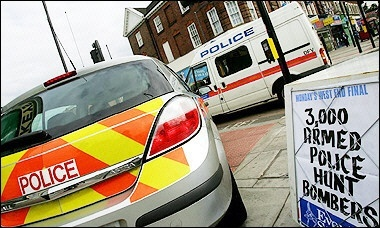 POLICE
POLICE
MONDAY'S WEST END FINAL
3,000
ARMED
POLICE
HUNT
BOMBERS